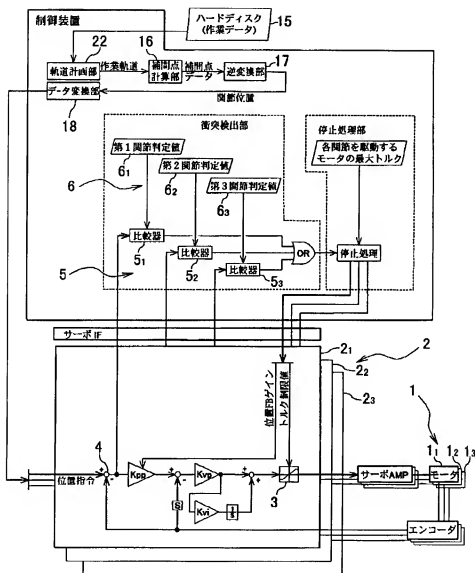 制御装置
ハードディスク
(作業データ)
15
22
軌道計画部
作業軌道
16
補間点
計算部
補間点
データ
17
逆変換部
データ変換部
18
関節位置
衝突検出部
第1関節判定値
6₁
6
第2関節判定値
6₂
第3関節判定値
6₃
比較器
5₁
比較器
5₂
比較器
5₃
5
OR
停止処理部
各関節を駆動する
モータの最大トルク
停止処理
サーボIF
2₁
2₂
2₃
2
位置FBゲイン
トルク制限値
位置指令
+
-
4
Kpp
+
-
Kvp
Kvi
1/S
+
+
S
3
サーボAMP
1
1₁
1₂
1₃
モータ
エンコーダ